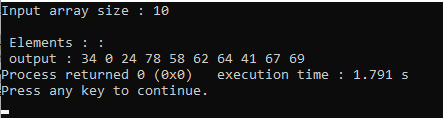 Input array size : 10
Elements : :
output : 34 0 24 78 58 62 64 41 67 69
Process returned 0 (0x0)   execution time : 1.791 s
Press any key to continue.